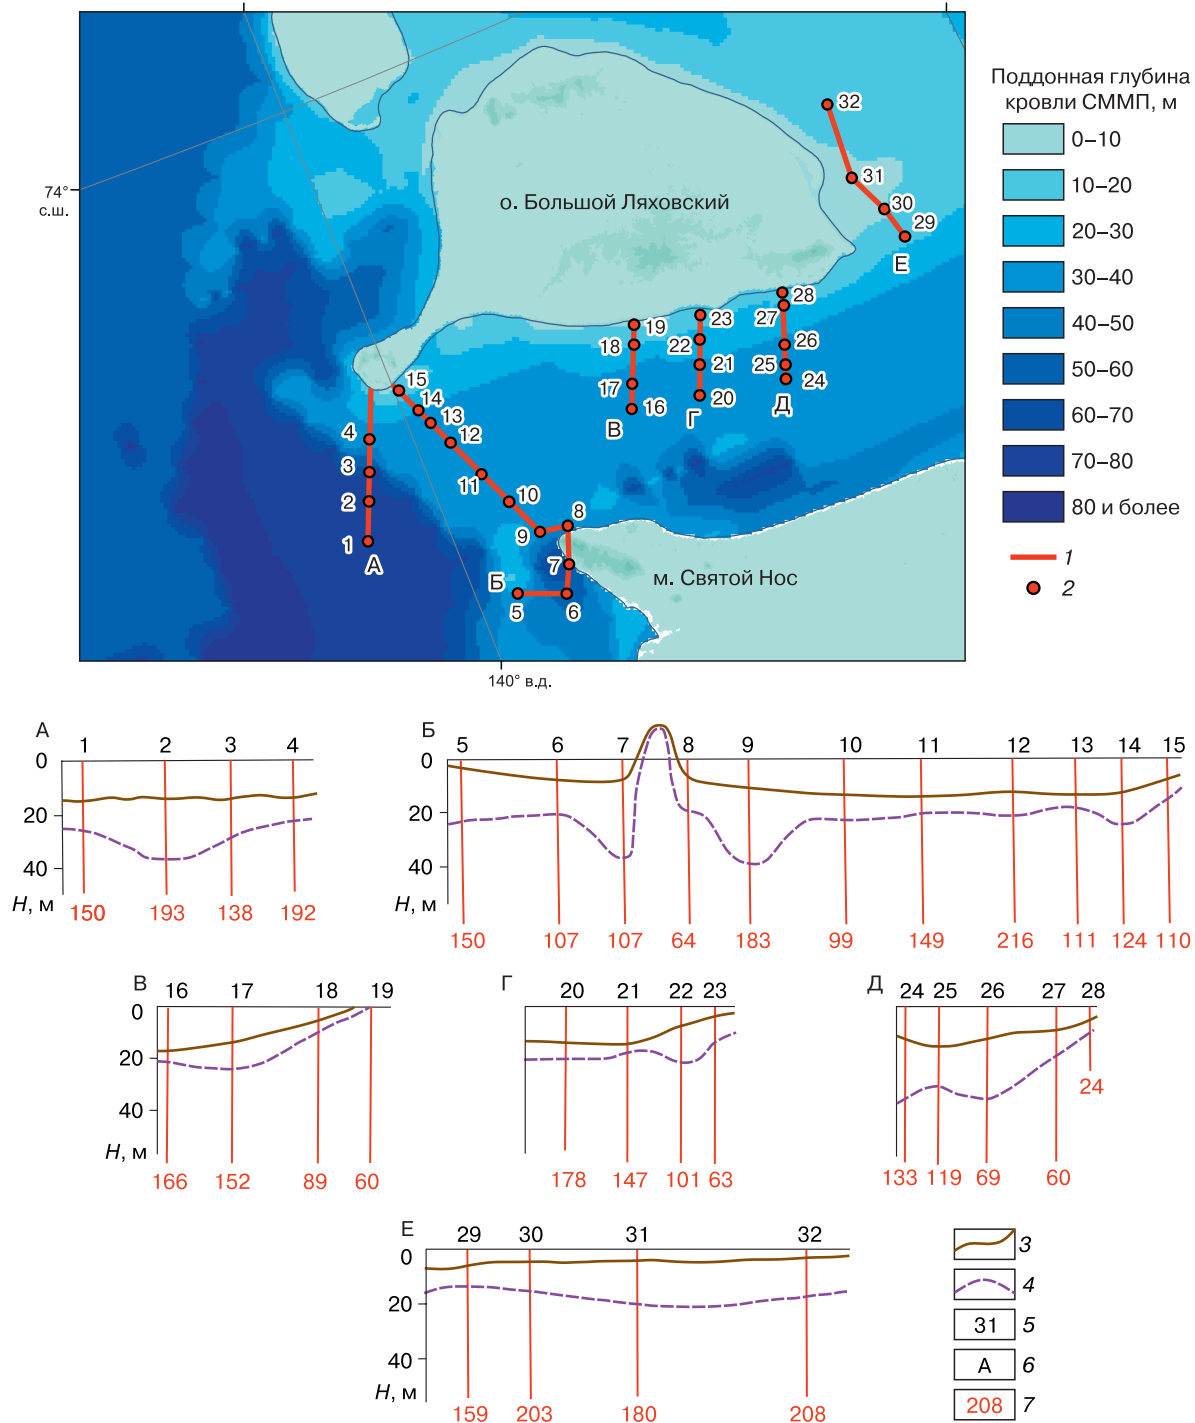 Поддонная глубина
кровли СММП, м
0–10
10–20
20–30
30–40
40–50
50–60
60–70
70–80
80 и более
1
2
74°
с.ш.
140° в.д.
о. Большой Ляховский
м. Святой Нос
32
31
30
29
Е
28
27
26
25
24
Д
23
22
21
20
Г
19
18
17
16
В
15
14
13
12
11
10
9
8
7
6
5
Б
4
3
2
1
А
А
1 2 3 4
0
20
40
Н, м
150 193 138 192
Б
5 6 7 8 9 10 11 12 13 14 15
0
20
40
150 107 107 64 183 99 149 216 111 124 110
В
16 17 18 19
0
20
40
Н, м
166 152 89 60
Г
20 21 22 23
178 147 101 63
Д
24 25 26 27 28
133 119 69 60 24
Е
29 30 31 32
0
20
40
Н, м
159 203 180 208
3
4
31 5
А 6
208 7